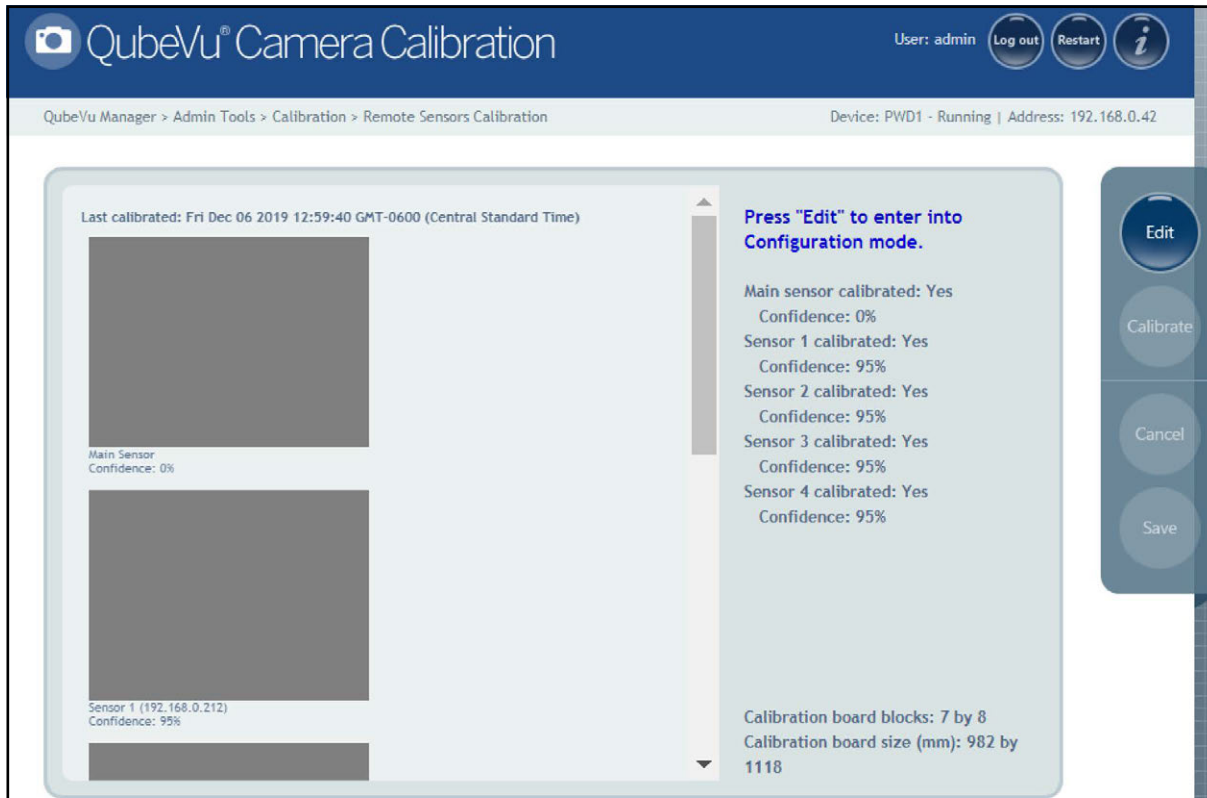 QubeVu® Camera Calibration
User: admin
Log out
Restart
i
QubeVu Manager > Admin Tools > Calibration > Remote Sensors Calibration
Device: PWD1 - Running | Address: 192.168.0.42
Last calibrated: Fri Dec 06 2019 12:59:40 GMT-0600 (Central Standard Time)
Main Sensor
Confidence: 0%
Sensor 1 (192.168.0.212)
Confidence: 95%
Press "Edit" to enter into
Configuration mode.
Main sensor calibrated: Yes
Confidence: 0%
Sensor 1 calibrated: Yes
Confidence: 95%
Sensor 2 calibrated: Yes
Confidence: 95%
Sensor 3 calibrated: Yes
Confidence: 95%
Sensor 4 calibrated: Yes
Confidence: 95%
Calibration board blocks: 7 by 8
Calibration board size (mm): 982 by
1118
Edit
Calibrate
Cancel
Save